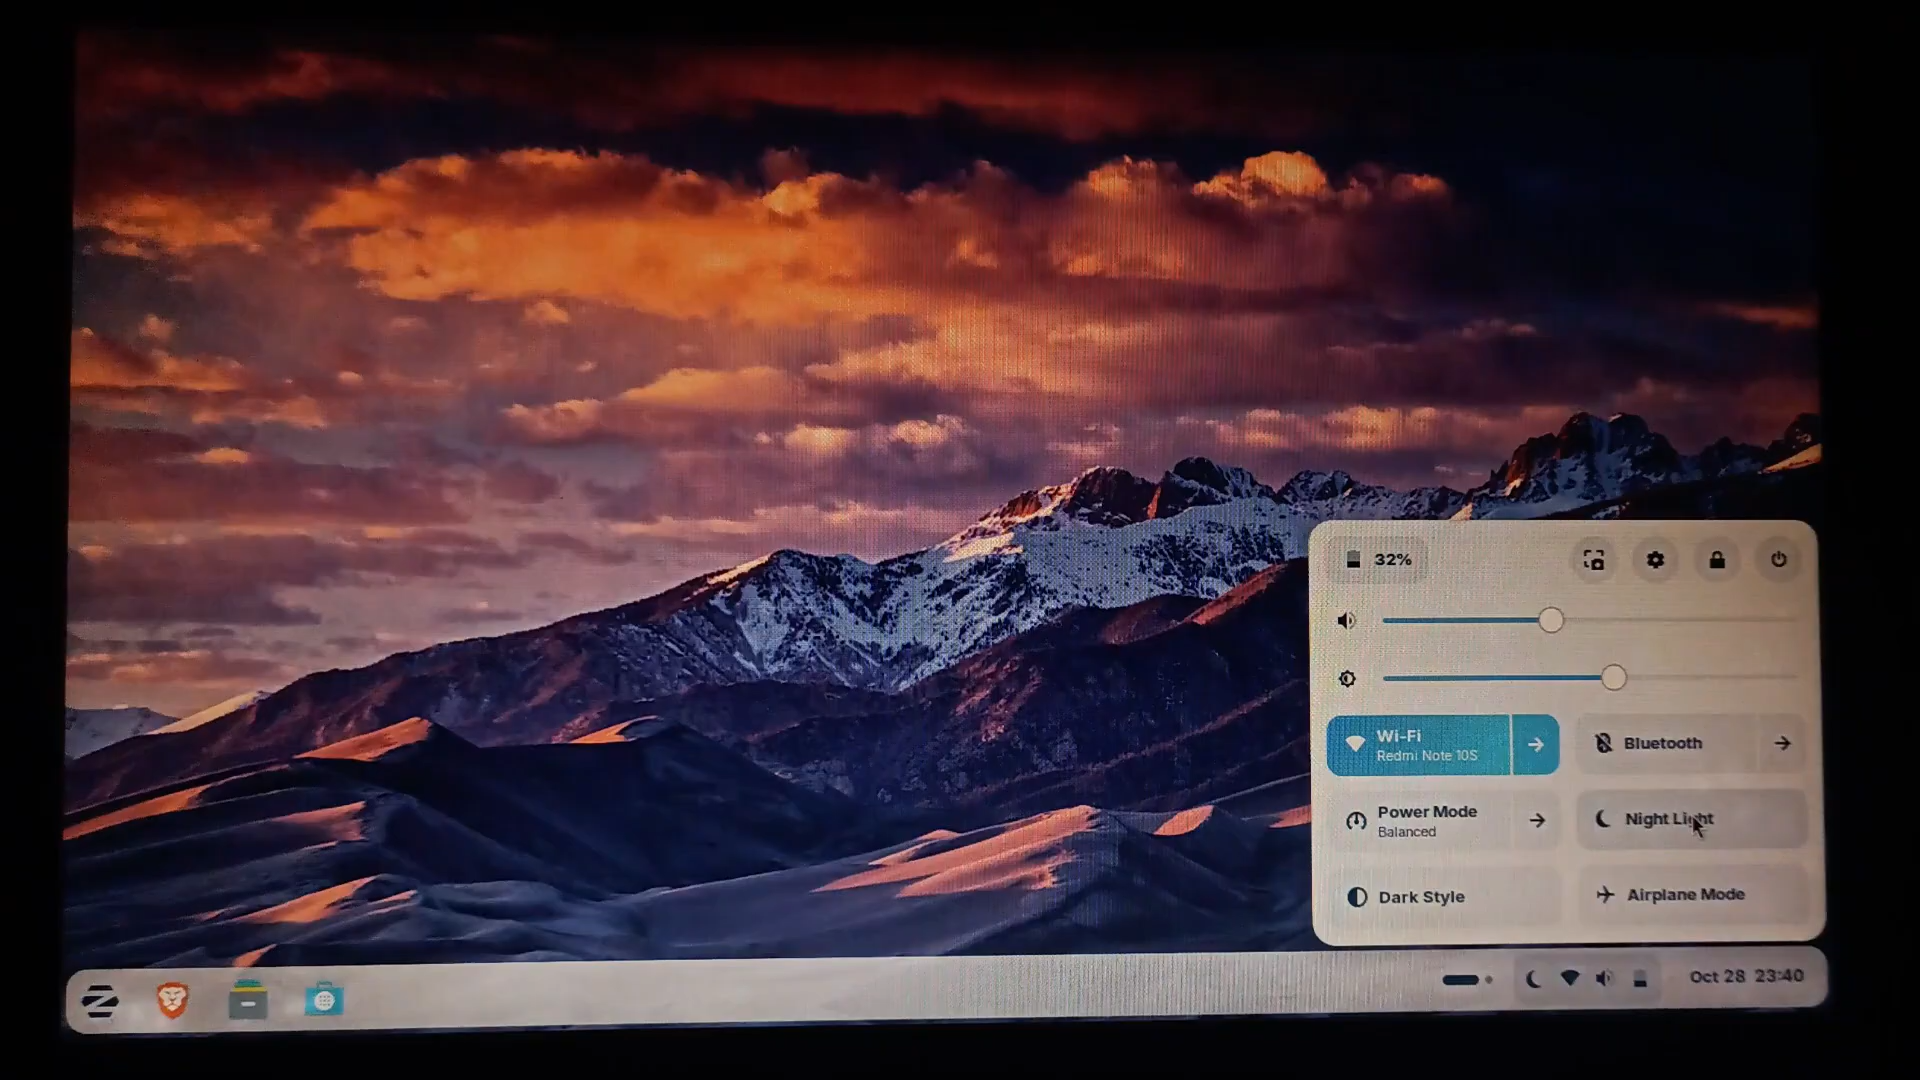 32%
Wi-Fi
Redmi Note 10S
Bluetooth
Power Mode
Balanced
Night Light
Dark Style
Airplane Mode
Oct 28 23:40